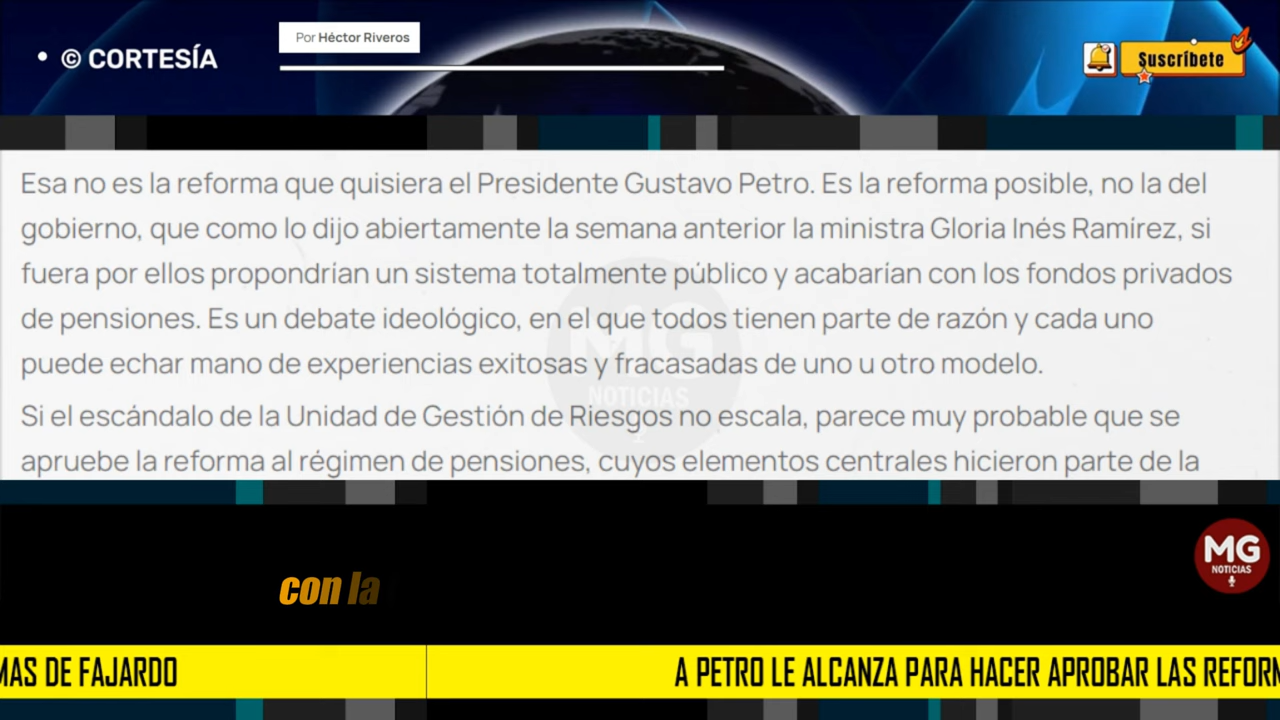 Por Héctor Riveros
• © CORTESÍA
Suscríbete
Esa no es la reforma que quisiera el Presidente Gustavo Petro. Es la reforma posible, no la del
gobierno, que como lo dijo abiertamente la semana anterior la ministra Gloria Inés Ramírez, si
fuera por ellos propondrían un sistema totalmente público y acabarían con los fondos privados
de pensiones. Es un debate ideológico, en el que todos tienen parte de razón y cada uno
puede echar mano de experiencias exitosas y fracasadas de uno u otro modelo.
MG
NOTICIAS
Si el escándalo de la Unidad de Gestión de Riesgos no escala, parece muy probable que se
apruebe la reforma al régimen de pensiones, cuyos elementos centrales hicieron parte de la
MG
NOTICIAS
con la
MAS DE FAJARDO
A PETRO LE ALCANZA PARA HACER APROBAR LAS REFORM